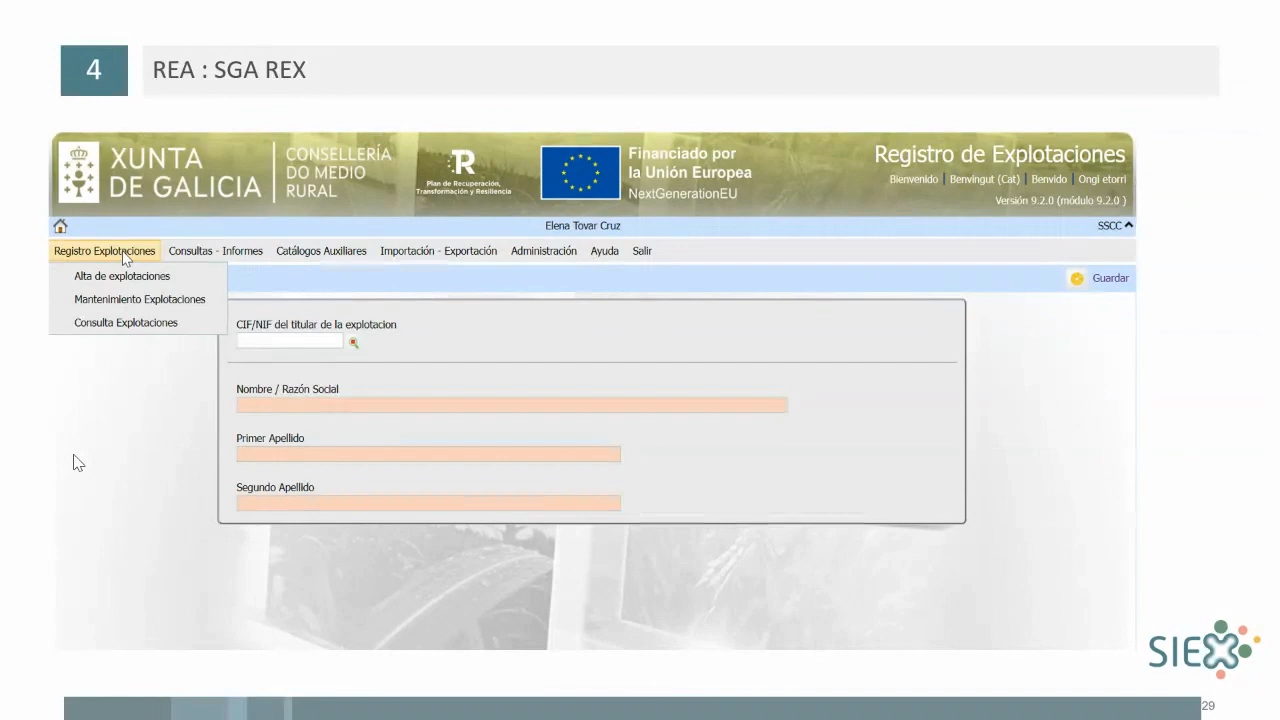 4
REA : SGA REX
XUNTA
DE GALICIA
CONSELLERÍA
DO MEDIO
RURAL
R
Plan de Recuperación,
Transformación y Resiliencia
Financiado por
la Unión Europea
NextGenerationEU
Registro de Explotaciones
Bienvenido | Benvingut (Cat) | Benvido | Ongi etorri
Versión 9.2.0 (módulo 9.2.0 )
Elena Tovar Cruz
SSCC
Registro Explotaciones Consultas - Informes Catálogos Auxiliares Importación - Exportación Administración Ayuda Salir
Alta de explotaciones
Mantenimiento Explotaciones
Consulta Explotaciones
Guardar
CIF/NIF del titular de la explotacion
Nombre / Razón Social
Primer Apellido
Segundo Apellido
SIEX
29